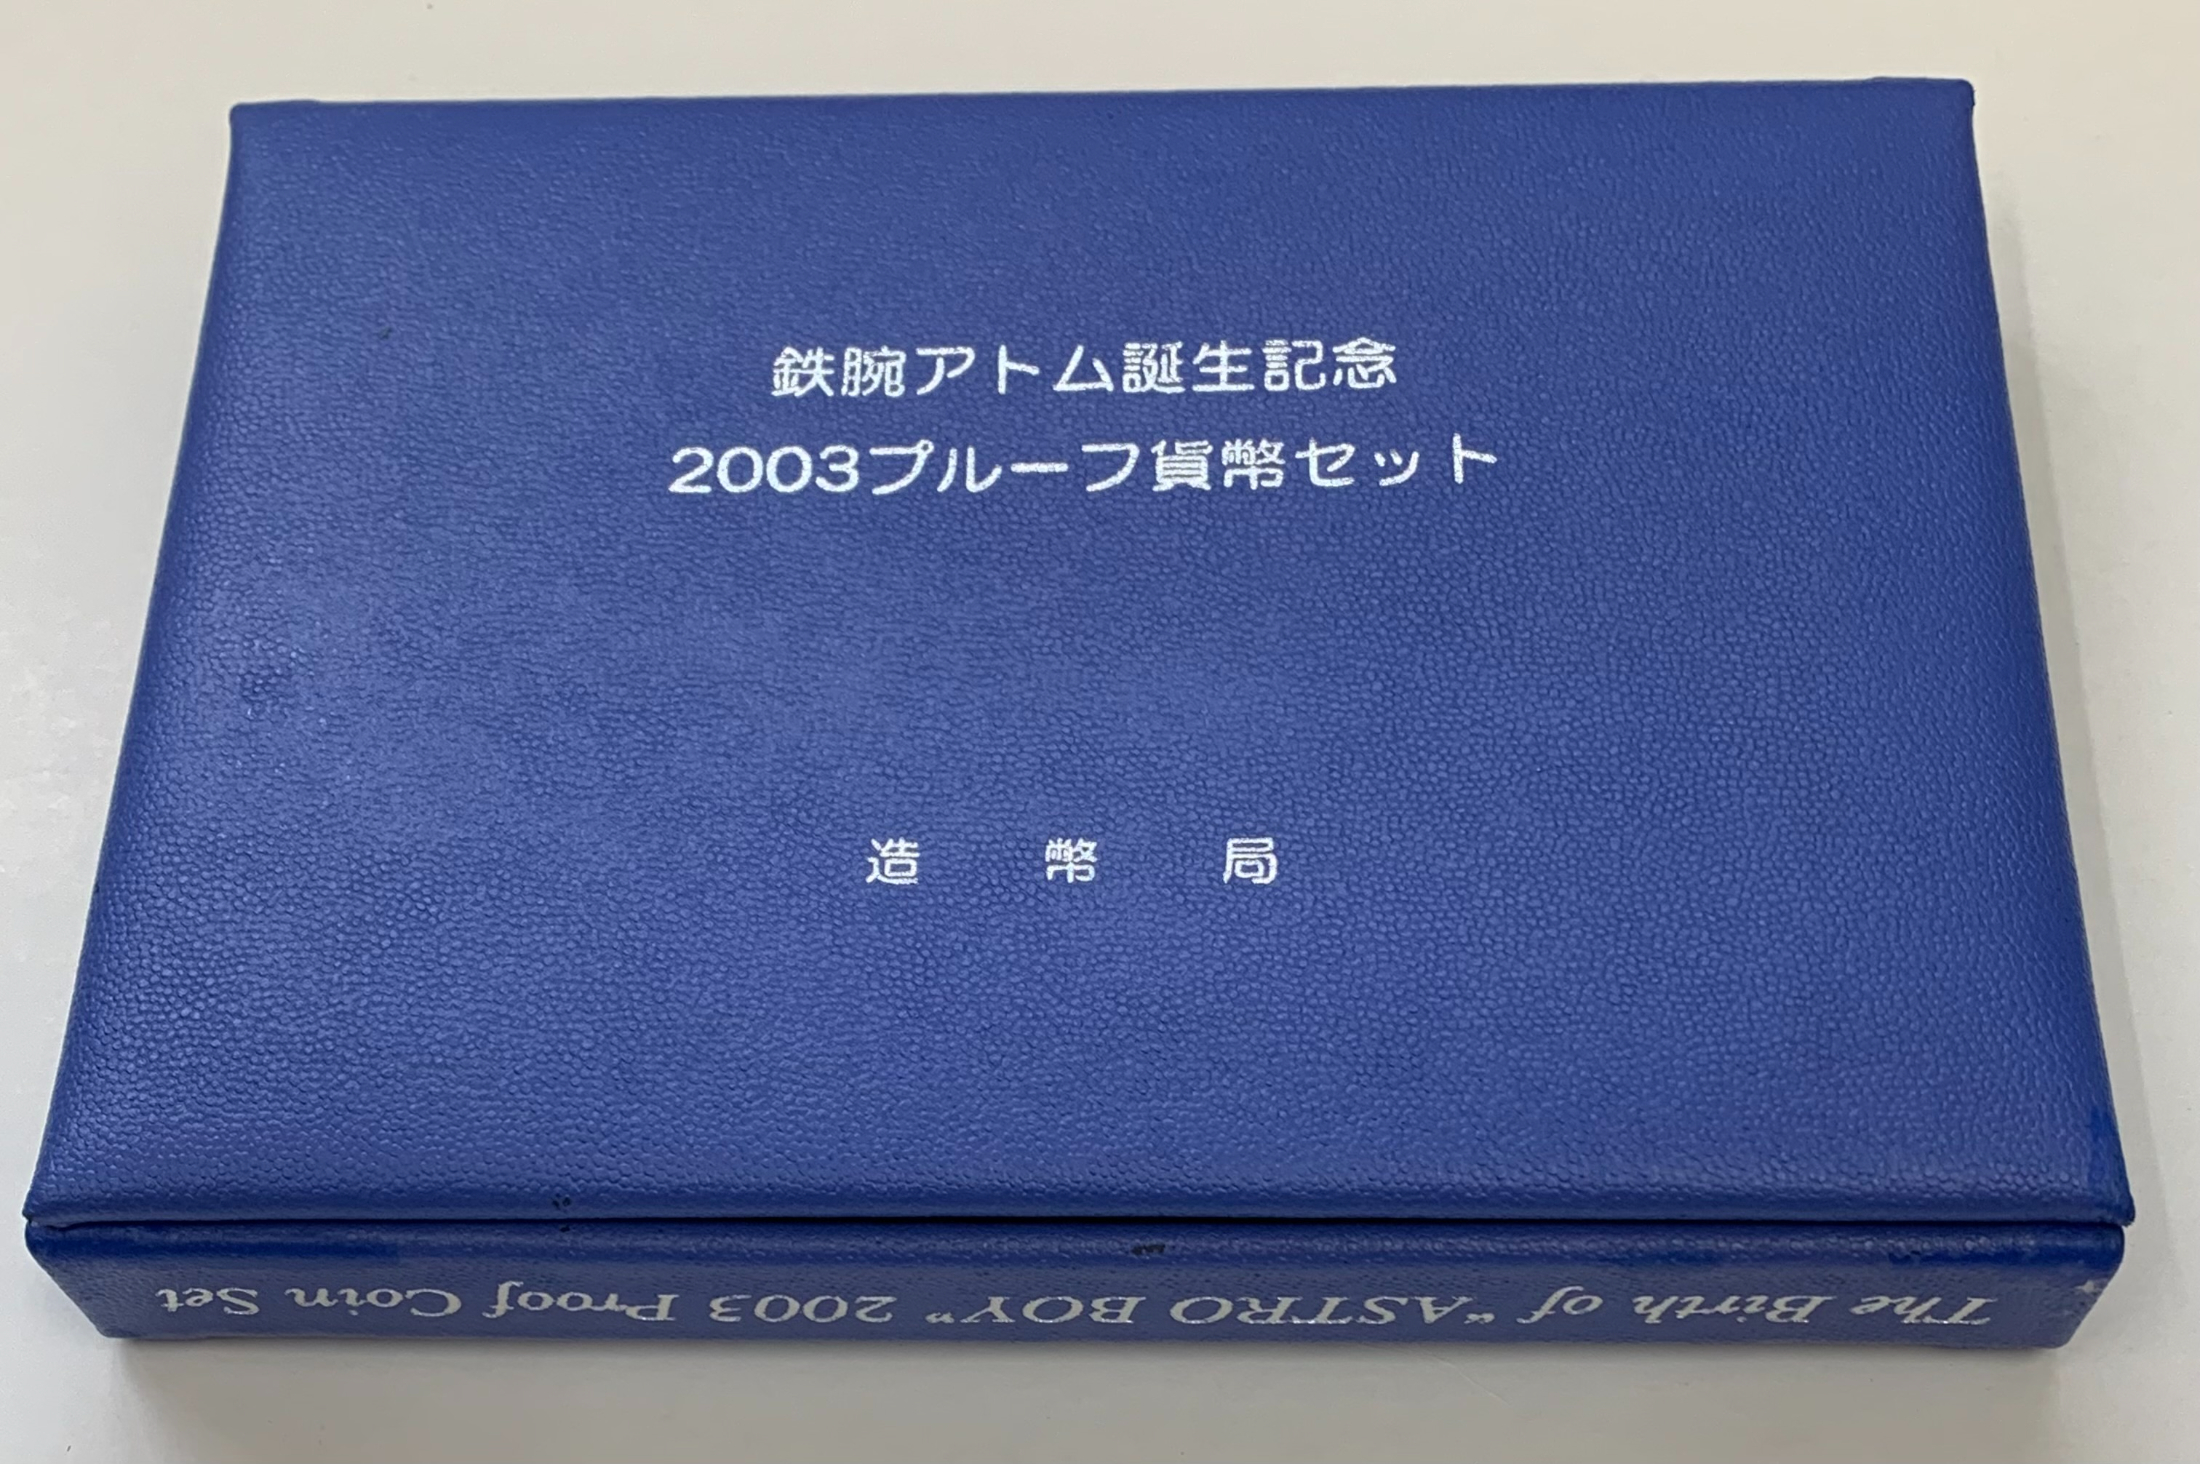 鉄腕アトム誕生記念
2003プルーフ貨幣セット
造幣局
The Birth of "ASTRO BOY" 2003 Proof Coin Set